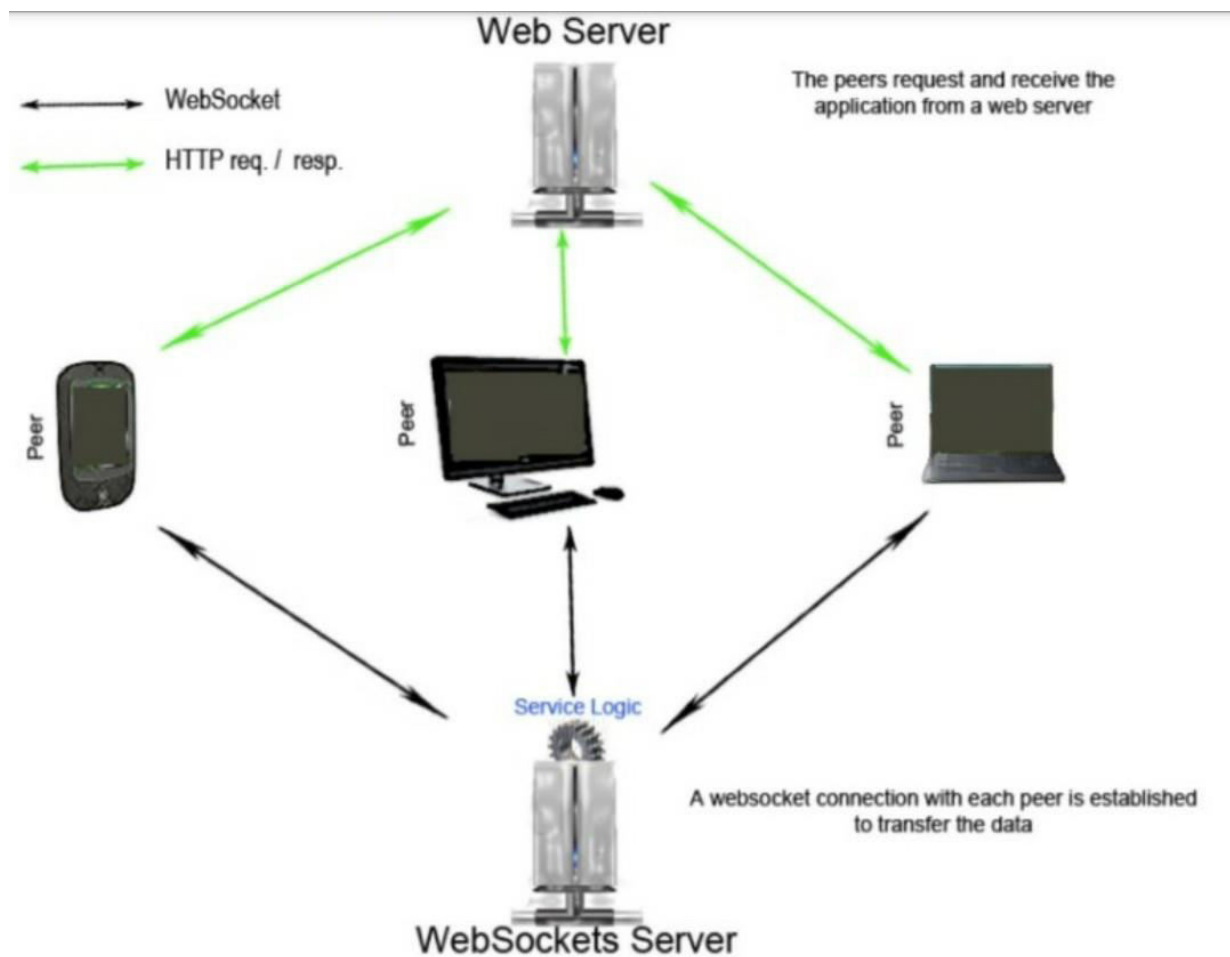 Web Server
WebSocket
HTTP req. / resp.
The peers request and receive the
application from a web server
Peer
Peer
Peer
Service Logic
A websocket connection with each peer is established
to transfer the data
WebSockets Server